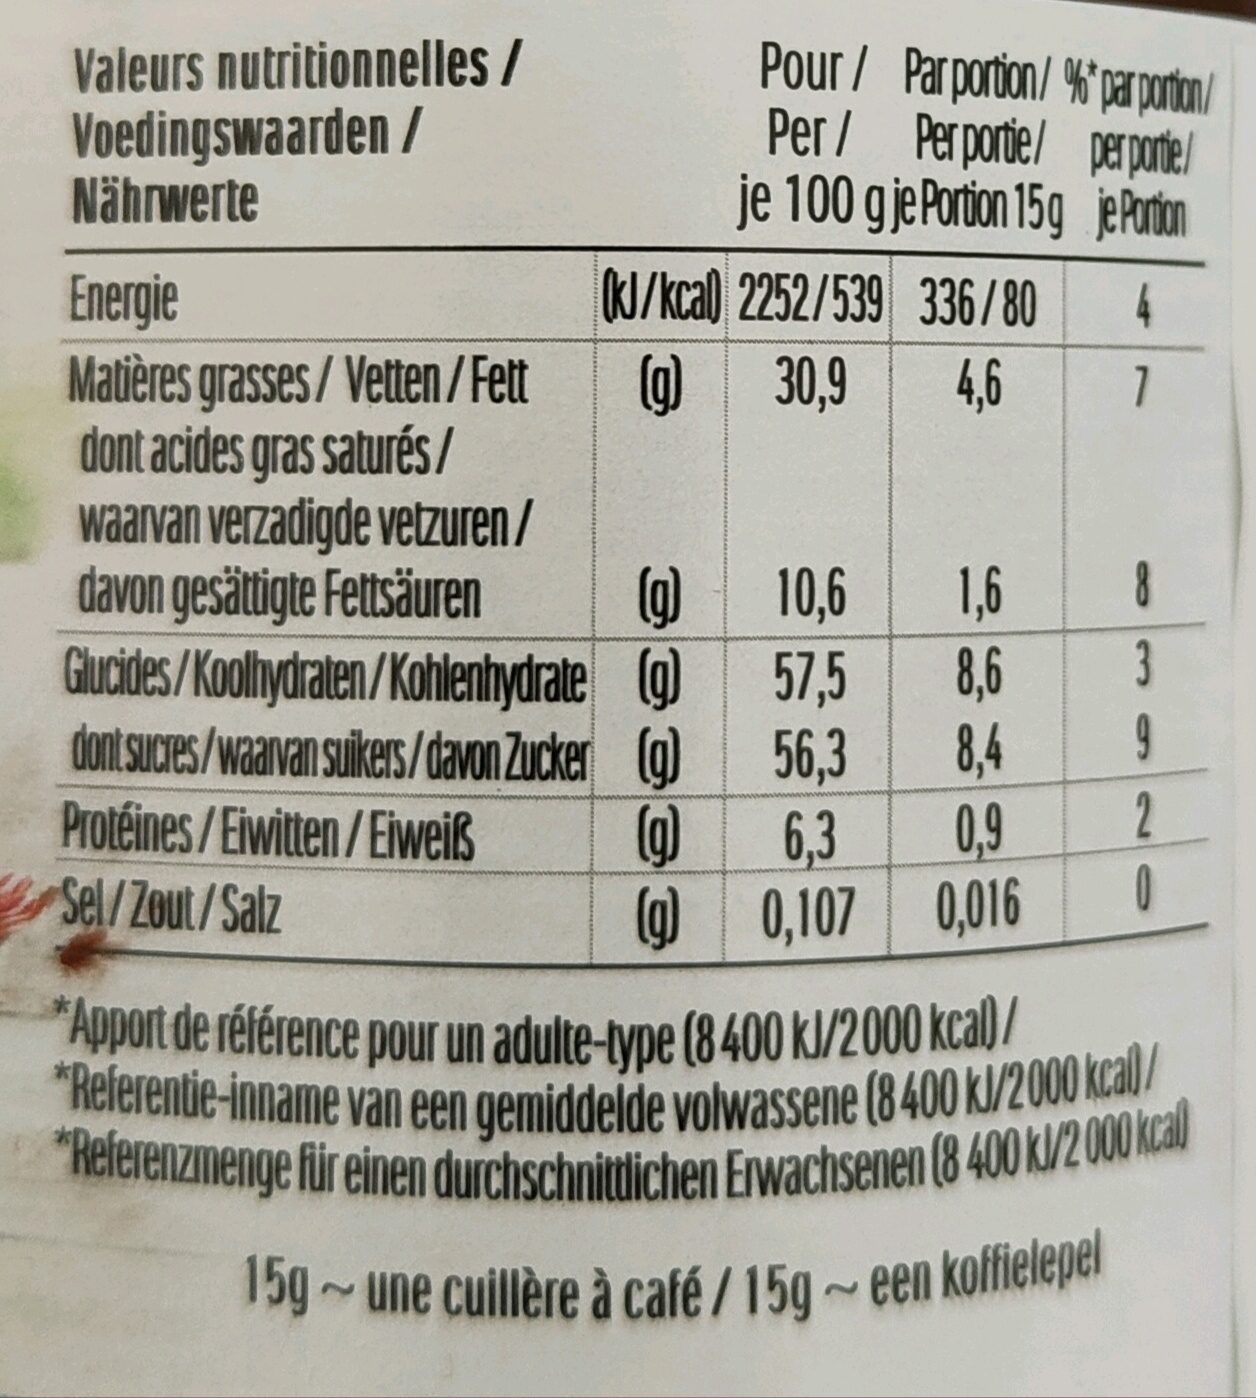 Valeurs nutritionnelles / Pour / Par portion / %* par portion /
Voedingswaarden / Per / Per portie / per portie /
Nährwerte je 100 g je Portion 15 g je Portion
Energie (kJ/kcal) 2252/539 336/80 4
Matières grasses / Vetten / Fett (g) 30,9 4,6 7
dont acides gras saturés /
waarvan verzadigde vetzuren /
davon gesättigte Fettsäuren (g) 10,6 1,6 8
Glucides / Koolhydraten / Kohlenhydrate (g) 57,5 8,6 3
dont sucres / waarvan suikers / davon Zucker (g) 56,3 8,4 9
Protéines / Eiwitten / Eiweiß (g) 6,3 0,9 2
Sel / Zout / Salz (g) 0,107 0,016 0
*Apport de référence pour un adulte-type (8 400 kJ/2 000 kcal) /
*Referentie-inname van een gemiddelde volwassene (8 400 kJ/2 000 kcal) /
*Referenzmenge für einen durchschnittlichen Erwachsenen (8 400 kJ/2 000 kcal)
15g ~ une cuillère à café / 15g ~ een koffielepel